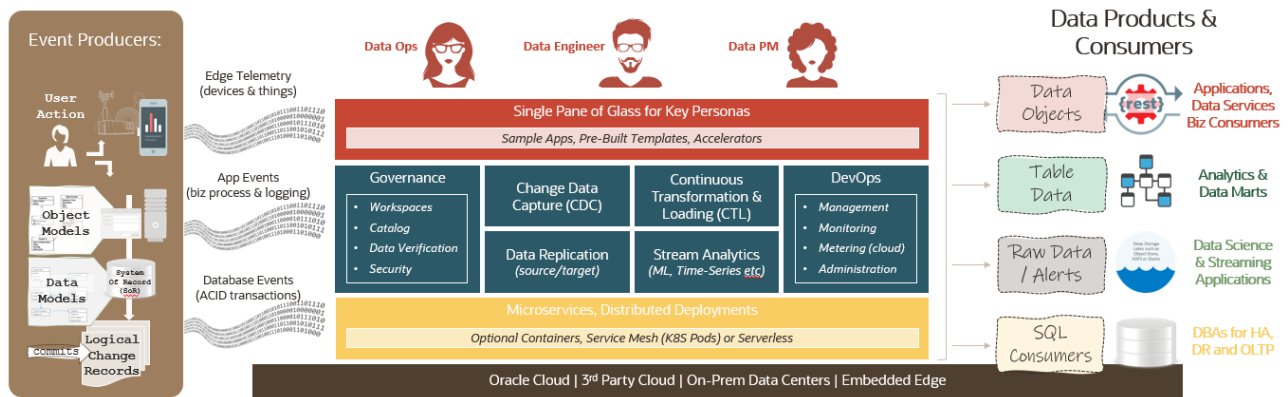 Event Producers:
User
Action
Object
Models
System
Of Record
(SoR)
Data Models
commits
Logical
Change
Records
Edge Telemetry
(devices & things)
App Events
(biz process & logging)
Database Events
(ACID transactions)
Data Ops
Data Engineer
Data PM
Single Pane of Glass for Key Personas
Sample Apps, Pre-Built Templates, Accelerators
Governance
• Workspaces
• Catalog
• Data Verification
• Security
Change Data
Capture (CDC)
Continuous
Transformation &
Loading (CTL)
Data Replication
(source/target)
Stream Analytics
(ML, Time-Series etc)
DevOps
• Management
• Monitoring
• Metering (cloud)
• Administration
Microservices, Distributed Deployments
Optional Containers, Service Mesh (K8S Pods) or Serverless
Oracle Cloud | 3rd Party Cloud | On-Prem Data Centers | Embedded Edge
Data Products &
Consumers
Data
Objects
{rest}
Applications,
Data Services
Biz Consumers
Table
Data
Analytics
& Data Marts
Raw Data
/ Alerts
Data Science
& Streaming
Applications
SQL
Consumers
DBAs for HA,
DR and OLTP